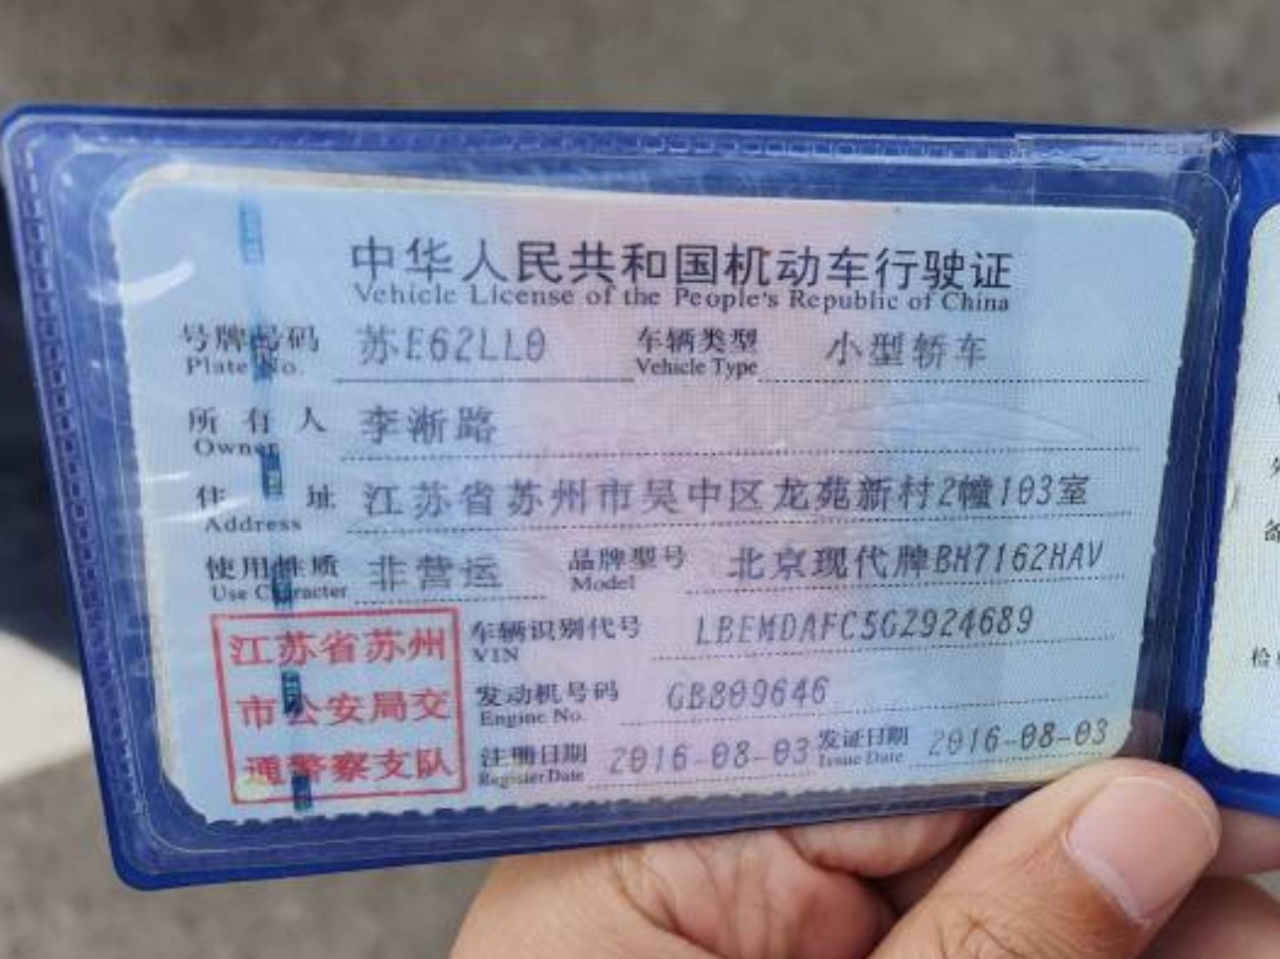 中华人民共和国机动车行驶证
Vehicle License of the People's Republic of China
号牌号码 苏E62LL0 车辆类型 小型轿车
Plate No. Vehicle Type
所有人 李淅路
Owner
住址 江苏省苏州市吴中区龙苑新村2幢103室
Address
使用性质 非营运 品牌型号 北京现代牌BH7162HAV
Use Character Model
江苏省苏州
市公安局交
通警察支队
车辆识别代号 LBEMDAFC5GZ924689
VIN
发动机号码 GB809646
Engine No.
注册日期 2016-08-03 发证日期 2016-08-03
Register Date Issue Date